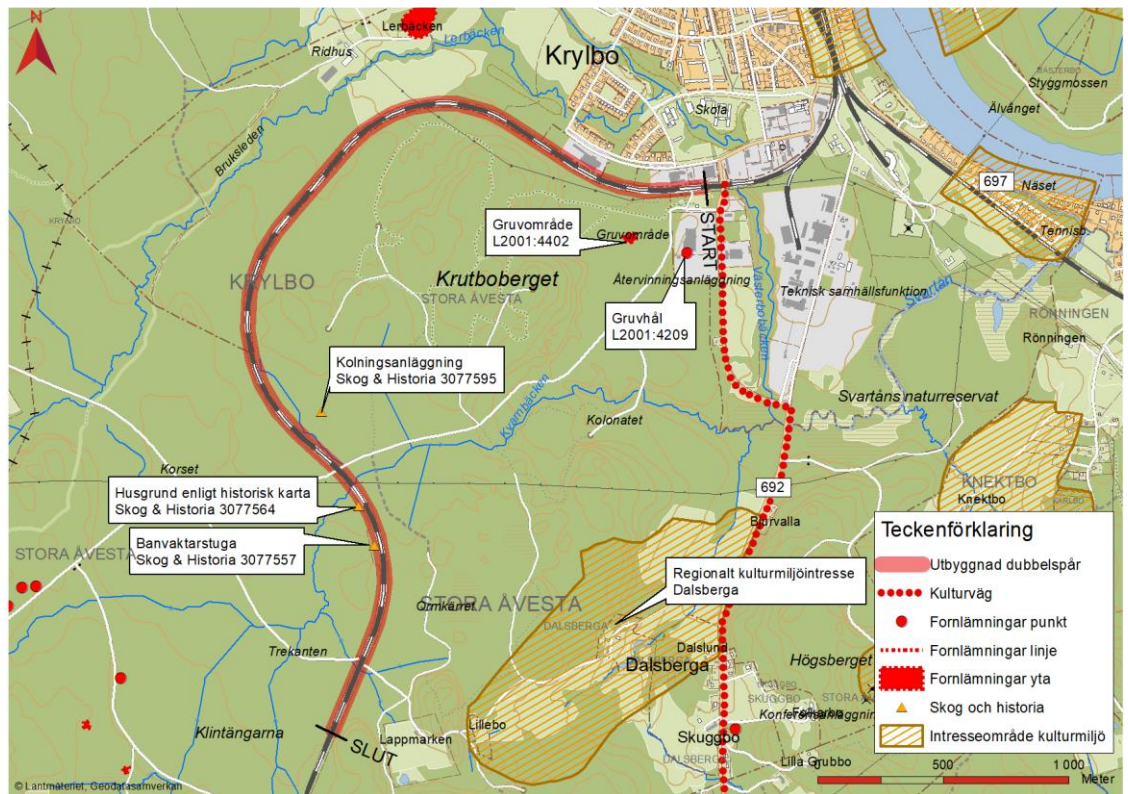 N
Lerbäcken
Lerbäcken
Ridhus
Krylbo
Skola
Bruksleden
Styggmossen
Älvänget
697
Näset
Tennisb.
START
Gruvområde
L2001:4402
Gruvområde
KRYLBO
Krutboberget
STORA ÅVESTA
Återvinningsanläggning
Teknisk samhällsfunktion
Västerbobäcken
Svartån
RÖNNINGEN
Rönningen
Gruvhål
L2001:4209
Kolningsanläggning
Skog & Historia 3077595
Kvarnbäcken
Kolonatet
Svartåns naturreservat
Korset
692
KNEKTBO
Knektbo
Husgrund enligt historisk karta
Skog & Historia 3077564
Bjurvalla
Banvaktarstuga
Skog & Historia 3077557
STORA ÅVESTA
Regionalt kulturmiljöintresse
Dalsberga
STORA ÅVESTA
Ormkärret
DALSBERGA
Trekanten
Dalsberga
Dalslund
Högsberget
SKUGGBO
Klintängarna
SLUT
Lappmarken
Lillebo
Skuggbo
DALSBERGA
Lilla Grubbo
Teckenförklaring
Utbyggnad dubbelspår
Kulturväg
Fornlämningar punkt
Fornlämningar linje
Fornlämningar yta
Skog och historia
Intresseområde kulturmiljö
0 500 1 000
Meter
© Lantmäteriet, Geodatasamverkan